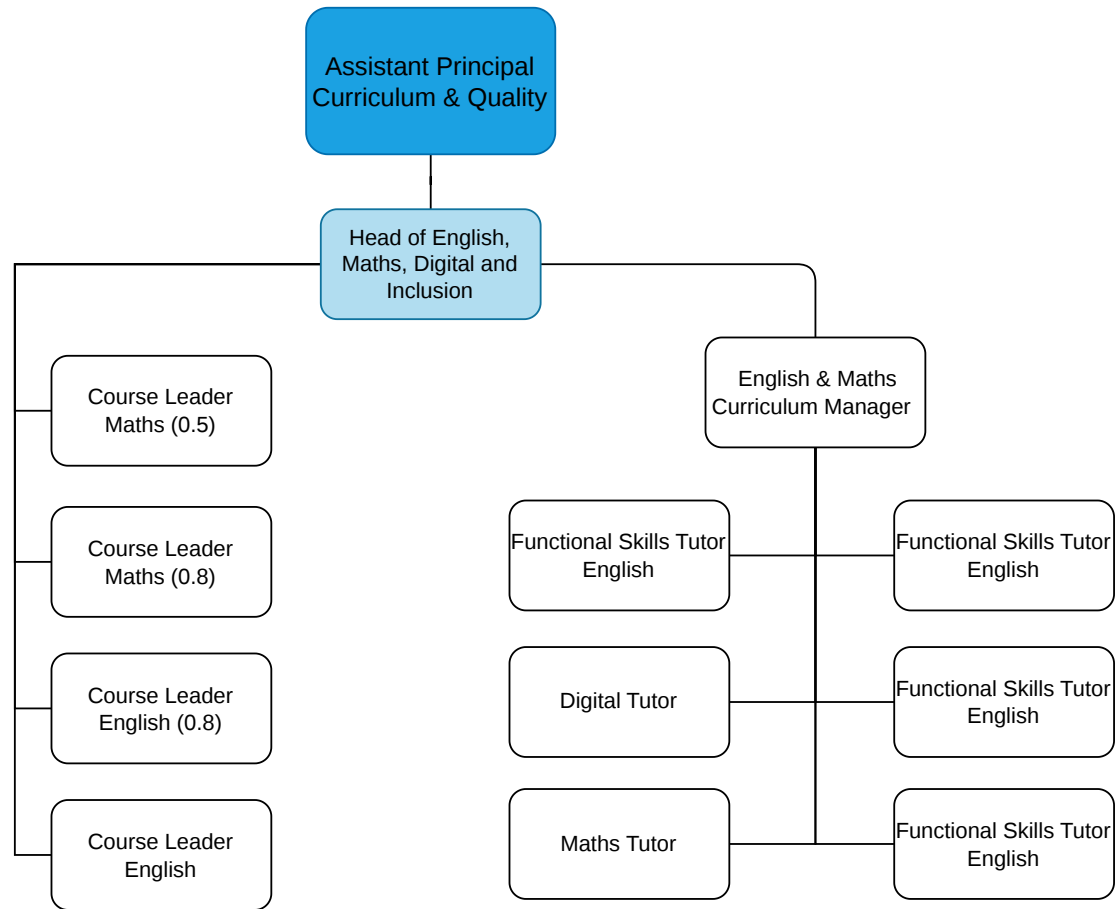 Assistant Principal
Curriculum & Quality
Head of English,
Maths, Digital and
Inclusion
Course Leader
Maths (0.5)
Course Leader
Maths (0.8)
Course Leader
English (0.8)
Course Leader
English
English & Maths
Curriculum Manager
Functional Skills Tutor
English
Functional Skills Tutor
English
Digital Tutor
Functional Skills Tutor
English
Maths Tutor
Functional Skills Tutor
English